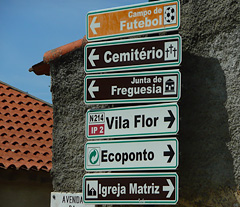 Campo de
Futebol
Cemitério
Junta de
Freguesia
N214
IP 2
Vila Flor
Ecoponto
Igreja Matriz
AVENIDA